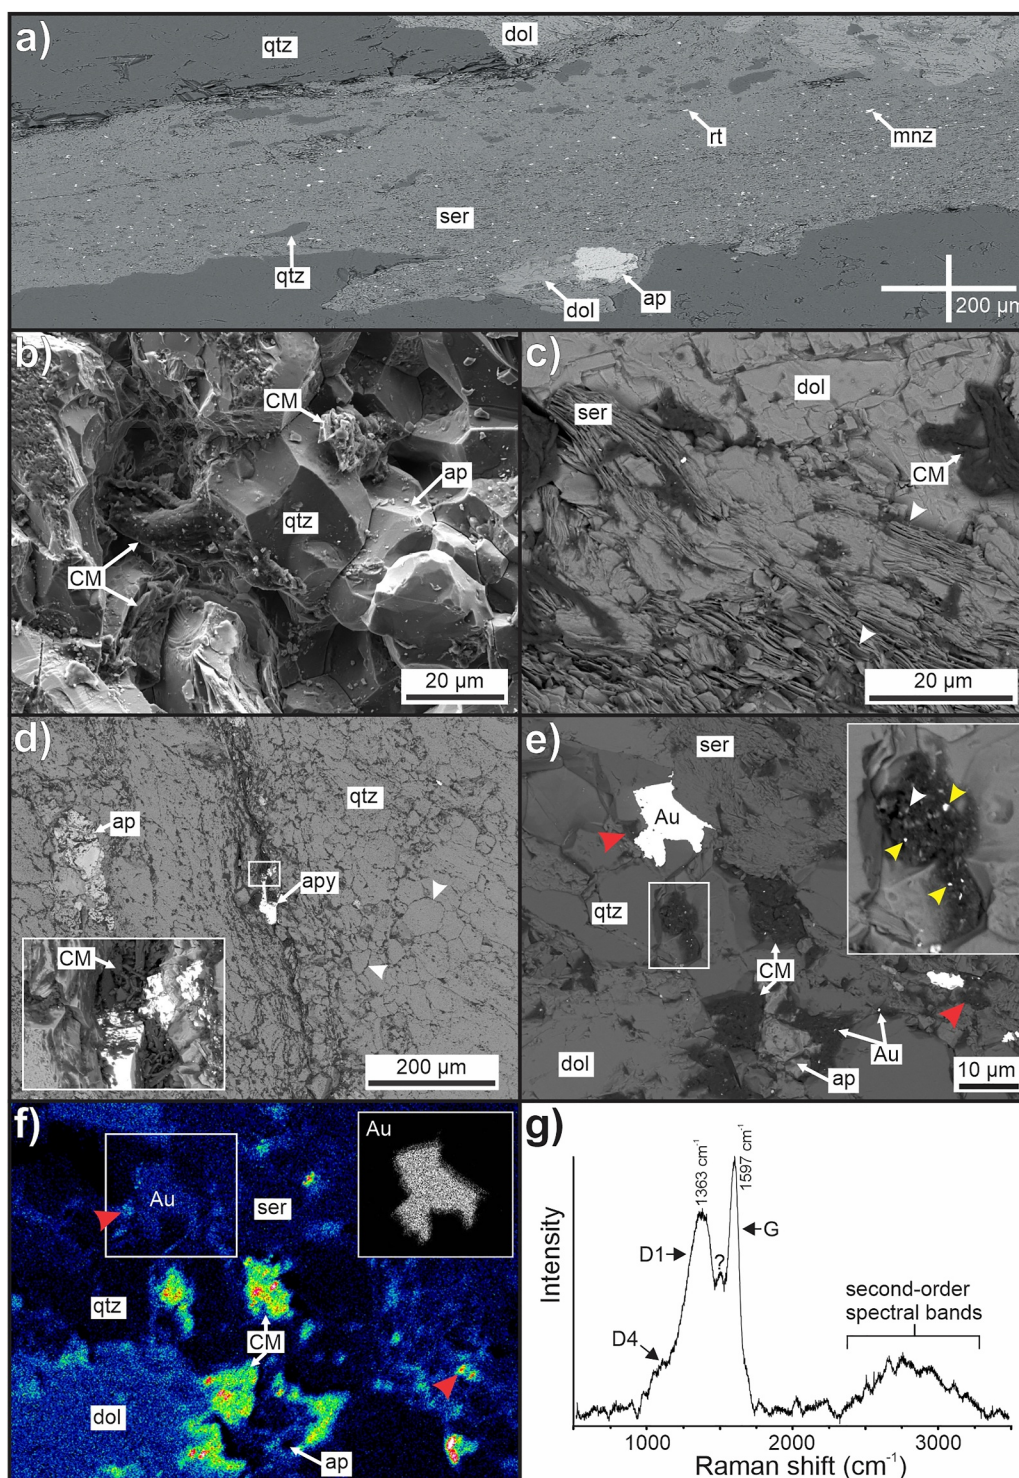 a)
qtz
dol
rt
mnz
ser
qtz
dol
ap
200 µm
b)
CM
ap
qtz
CM
20 µm
c)
dol
ser
CM
20 µm
d)
qtz
ap
apy
CM
200 µm
e)
ser
Au
qtz
CM
Au
dol
ap
10 µm
f)
Au
Au
ser
qtz
CM
dol
ap
g)
1363 cm-1
1597 cm-1
G
D1
?
second-order
spectral bands
D4
Intensity
1000
2000
3000
Raman shift (cm-1)